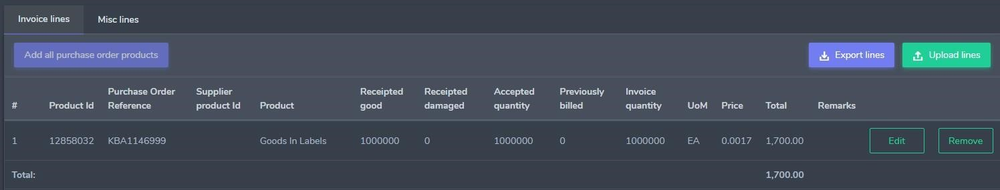 Invoice lines Misc lines
Add all purchase order products Export lines Upload lines
# Product Id Purchase Order Reference Supplier product Id Product Receipted good Receipted damaged Accepted quantity Previously billed Invoice quantity UoM Price Total Remarks
1 12858032 KBA1146999 Goods In Labels 1000000 0 1000000 0 1000000 EA 0.0017 1,700.00 Edit Remove
Total: 1,700.00